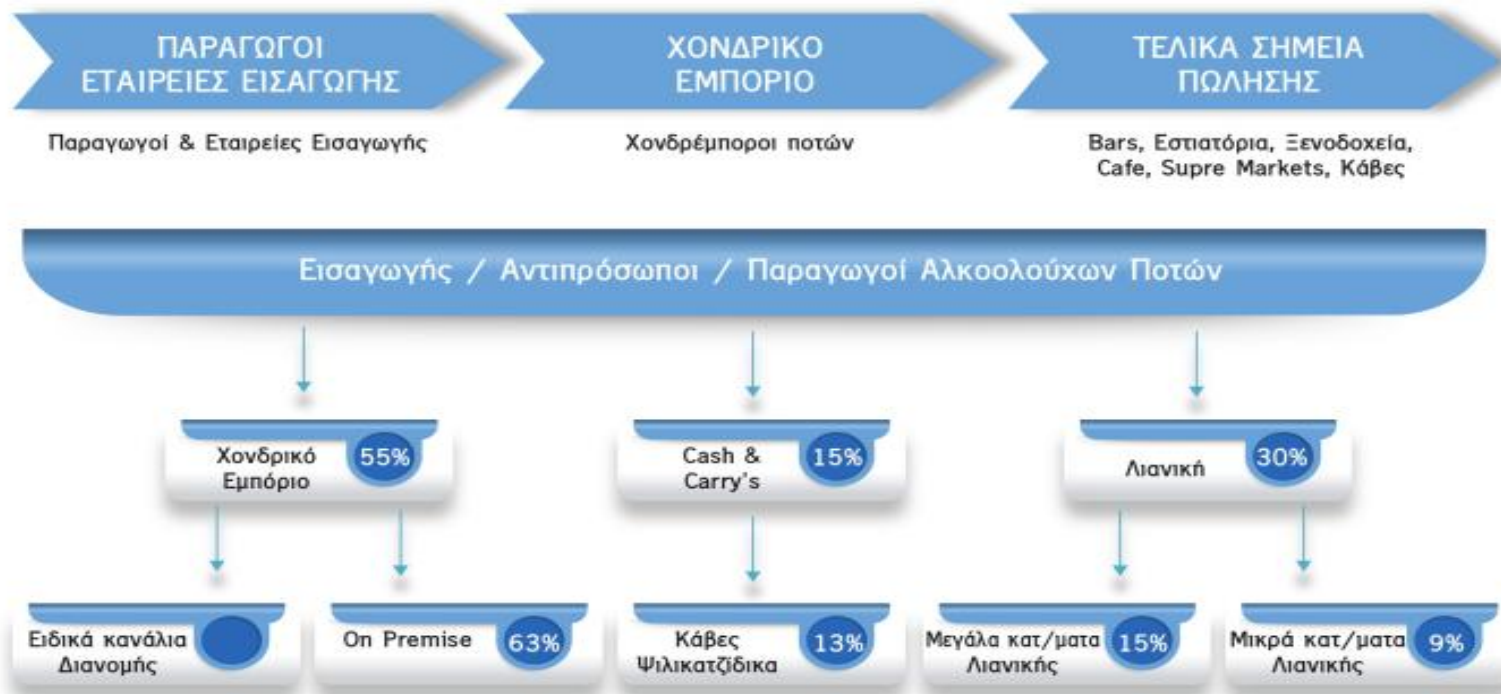 ΠΑΡΑΓΩΓΟΙ
ΕΤΑΙΡΕΙΕΣ ΕΙΣΑΓΩΓΗΣ
ΧΟΝΔΡΙΚΟ
ΕΜΠΟΡΙΟ
ΤΕΛΙΚΑ ΣΗΜΕΙΑ
ΠΩΛΗΣΗΣ
Παραγωγοί & Εταιρείες Εισαγωγής
Χονδρέμποροι ποτών
Bars, Εστιατόρια, Ξενοδοχεία,
Cafe, Supre Markets, Κάβες
Εισαγωγής / Αντιπρόσωποι / Παραγωγοί Αλκοολούχων Ποτών
Χονδρικό
Εμπόριο
55%
Cash &
Carry's
15%
Λιανική
30%
Ειδικά κανάλια
Διανομής
On Premise
63%
Κάβες
Ψιλικατζίδικα
13%
Μεγάλα κατ/ματα
Λιανικής
15%
Μικρά κατ/ματα
Λιανικής
9%